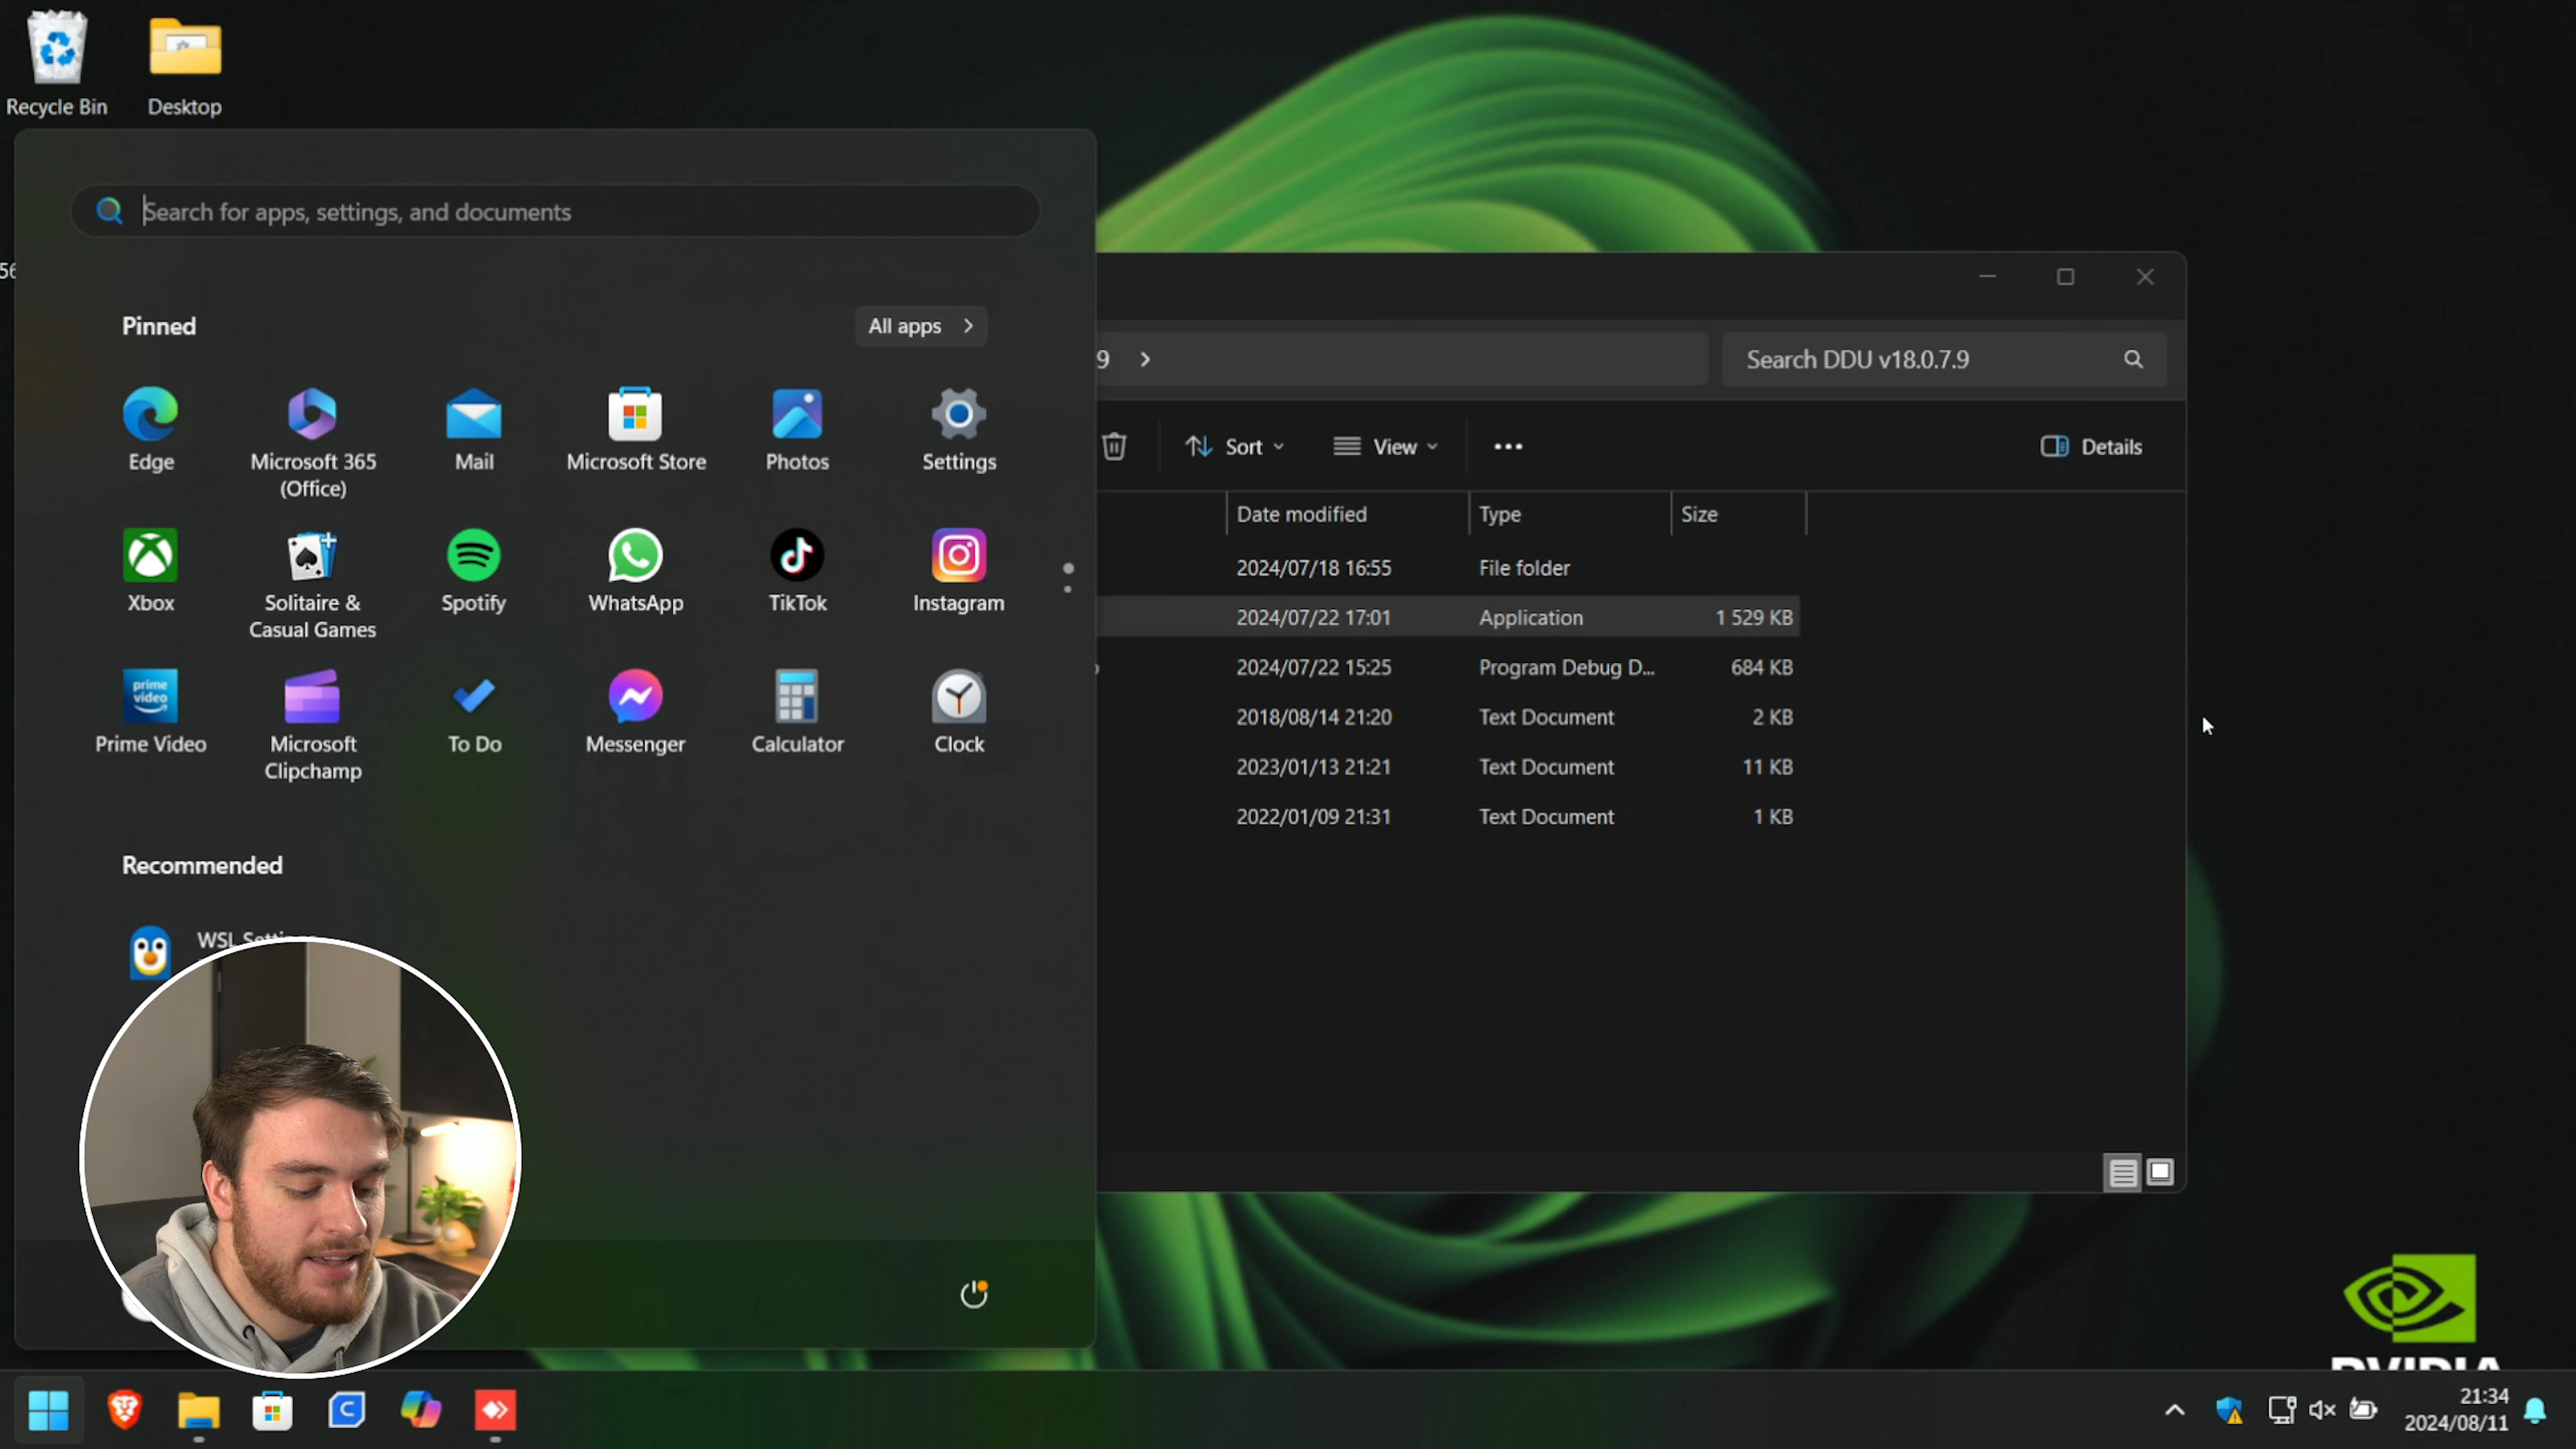 Recycle Bin
Desktop
Search for apps, settings, and documents
56
Pinned
All apps
Edge
Microsoft 365
(Office)
Mail
Microsoft Store
Photos
Settings
Xbox
Solitaire &
Casual Games
Spotify
WhatsApp
TikTok
Instagram
prime
video
Prime Video
Microsoft
Clipchamp
To Do
Messenger
Calculator
Clock
Recommended
WSL Settings
9
Search DDU v18.0.7.9
Sort
View
Details
Date modified
Type
Size
2024/07/18 16:55
File folder
2024/07/22 17:01
Application
1 529 KB
2024/07/22 15:25
Program Debug D...
684 KB
2018/08/14 21:20
Text Document
2 KB
2023/01/13 21:21
Text Document
11 KB
2022/01/09 21:31
Text Document
1 KB
NVIDIA
21:34
2024/08/11